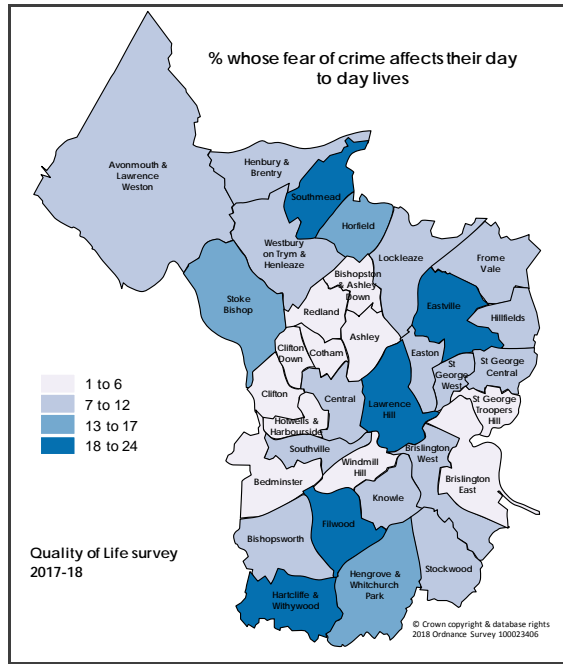 % whose fear of crime affects their day
to day lives
Avonmouth &
Lawrence
Weston
Henbury &
Brentry
Southmead
Horfield
Westbury
on Trym &
Henleaze
Lockleaze
Frome
Vale
Stoke
Bishop
Bishopston
& Ashley
Down
Redland
Eastville
Hillfields
Ashley
Clifton
Down
Cotham
Easton
St
George
West
St George
Central
Clifton
Central
Lawrence
Hill
St George
Troopers
Hill
Hotwells &
Harbourside
Southville
Windmill
Hill
Brislington
West
Brislington
East
Bedminster
Knowle
Filwood
Bishopsworth
Stockwood
Hengrove &
Whitchurch
Park
Hartcliffe &
Withywood
1 to 6
7 to 12
13 to 17
18 to 24
Quality of Life survey
2017-18
© Crown copyright & database rights
2018 Ordnance Survey 100023406